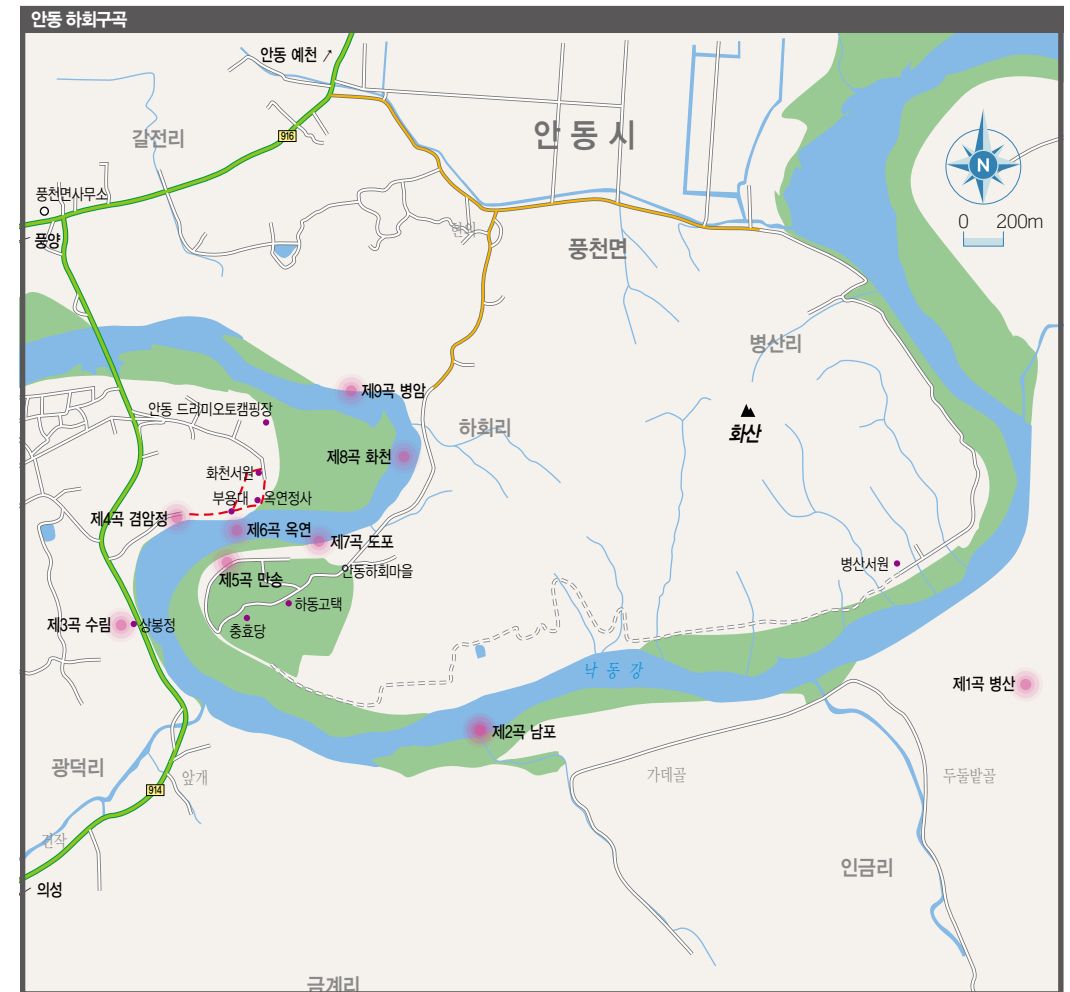 안동 하회구곡
안동 예천
916
갈전리
안동시
N
0 200m
풍천면사무소
풍양
현외
풍천면
병산리
제9곡 병암
안동 드리미오토캠핑장
하회리
화산
제8곡 화천
화천서원
부용대
옥연정사
제4곡 겸암정
제6곡 옥연
제7곡 도포
병산서원
안동하회마을
제5곡 만송
하동고택
제3곡 수림
상봉정
충효당
낙동강
제1곡 병산
제2곡 남포
광덕리
앞개
가데골
두둘밭골
914
건작
인금리
의성
금계리